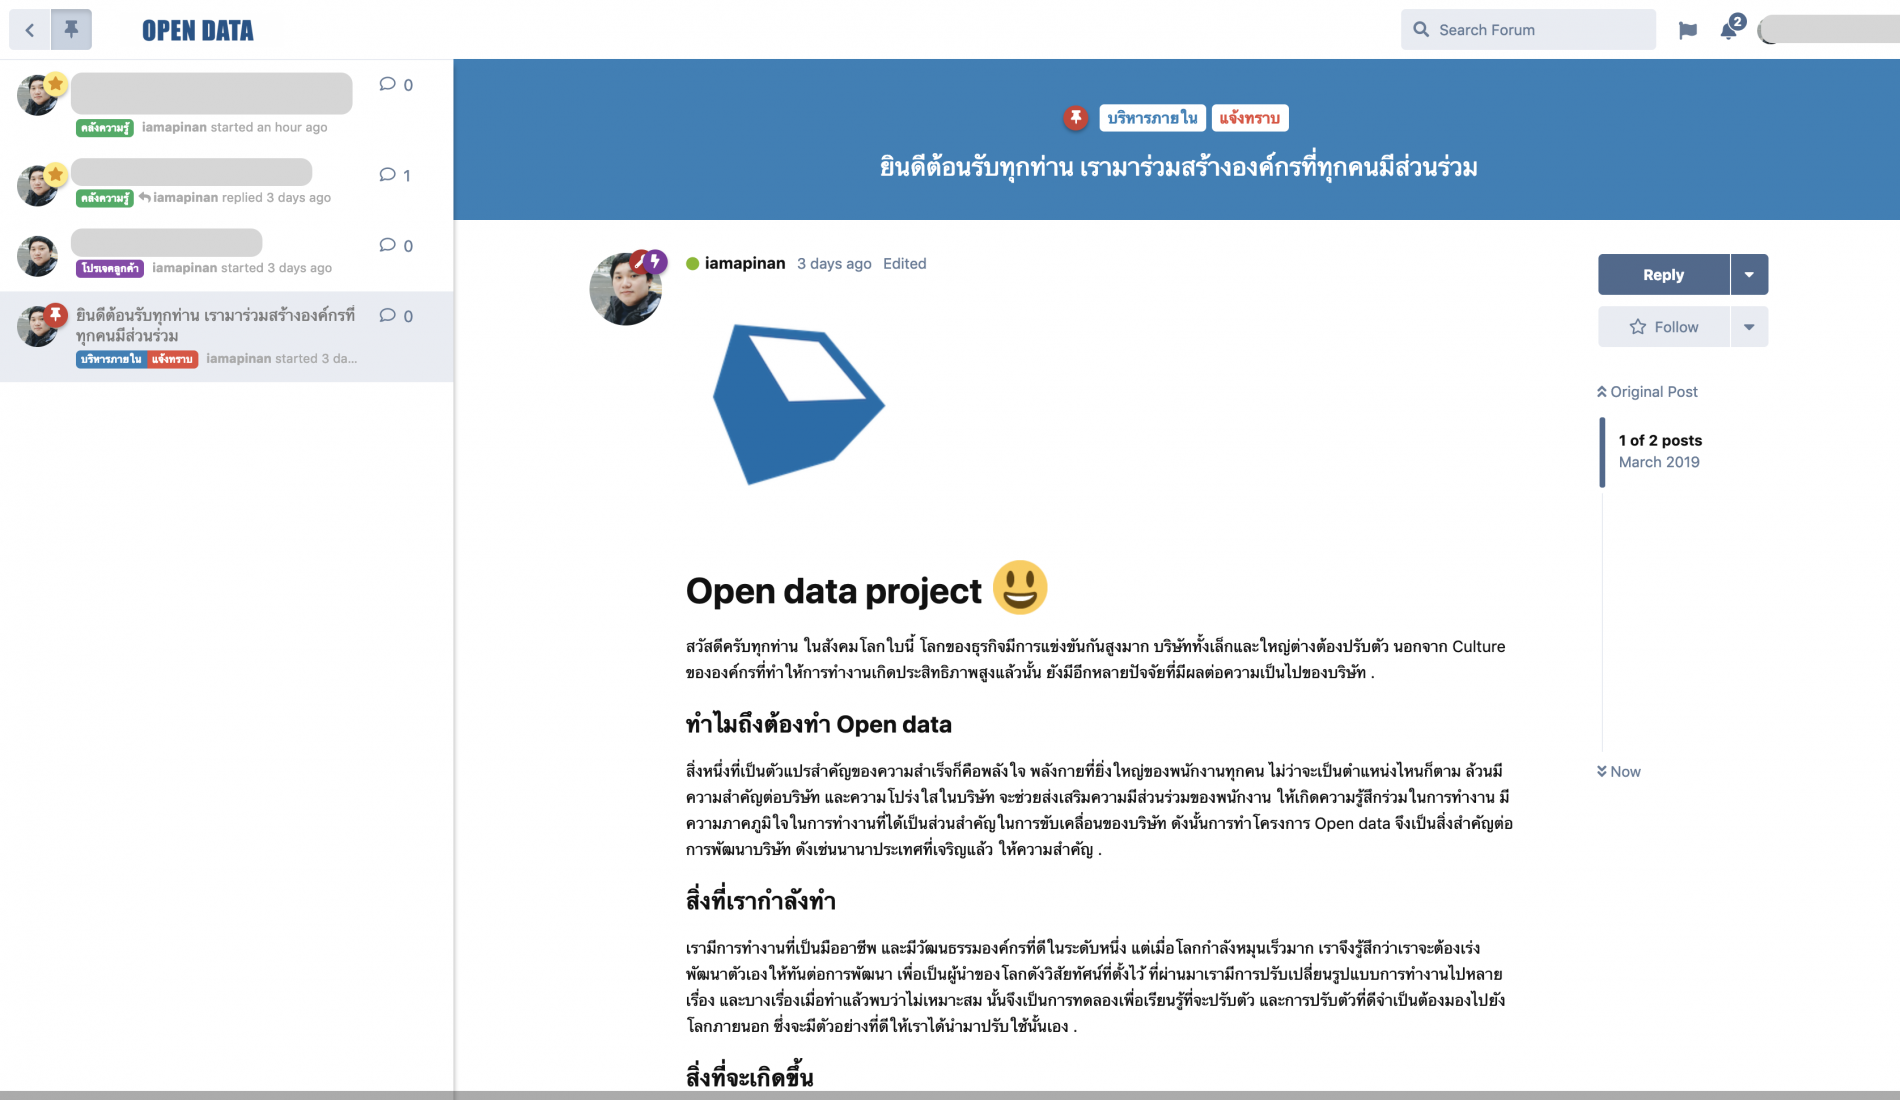 OPEN DATA
Search Forum
2
0
คลังความรู้ iamapinan started an hour ago
1
คลังความรู้ iamapinan replied 3 days ago
0
โปรเจคลูกค้า iamapinan started 3 days ago
ยินดีต้อนรับทุกท่าน เรามาร่วมสร้างองค์กรที่
ทุกคนมีส่วนร่วม
0
บริหารภายใน แจ้งทราบ iamapinan started 3 da...
บริหารภายใน แจ้งทราบ
ยินดีต้อนรับทุกท่าน เรามาร่วมสร้างองค์กรที่ทุกคนมีส่วนร่วม
iamapinan 3 days ago Edited
Open data project 😃
สวัสดีครับทุกท่าน ในสังคมโลกใบนี้ โลกของธุรกิจมีการแข่งขันกันสูงมาก บริษัททั้งเล็กและใหญ่ต่างต้องปรับตัว นอกจาก Culture
ขององค์กรที่ทำให้การทำงานเกิดประสิทธิภาพสูงแล้วนั้น ยังมีอีกหลายปัจจัยที่มีผลต่อความเป็นไปของบริษัท .
ทำไมถึงต้องทำ Open data
สิ่งหนึ่งที่เป็นตัวแปรสำคัญของความสำเร็จก็คือพลังใจ พลังกายที่ยิ่งใหญ่ของพนักงานทุกคน ไม่ว่าจะเป็นตำแหน่งไหนก็ตาม ล้วนมี
ความสำคัญต่อบริษัท และความโปร่งใสในบริษัท จะช่วยส่งเสริมความมีส่วนร่วมของพนักงาน ให้เกิดความรู้สึกร่วมในการทำงาน มี
ความภาคภูมิใจในการทำงานที่ได้เป็นส่วนสำคัญในการขับเคลื่อนของบริษัท ดังนั้นการทำโครงการ Open data จึงเป็นสิ่งสำคัญต่อ
การพัฒนาบริษัท ดังเช่นนานาประเทศที่เจริญแล้ว ให้ความสำคัญ .
สิ่งที่เรากำลังทำ
เรามีการทำงานที่เป็นมืออาชีพ และมีวัฒนธรรมองค์กรที่ดีในระดับหนึ่ง แต่เมื่อโลกกำลังหมุนเร็วมาก เราจึงรู้สึกว่าเราจะต้องเร่ง
พัฒนาตัวเองให้ทันต่อการพัฒนา เพื่อเป็นผู้นำของโลกดังวิสัยทัศน์ที่ตั้งไว้ ที่ผ่านมาเรามีการปรับเปลี่ยนรูปแบบการทำงานไปหลาย
เรื่อง และบางเรื่องเมื่อทำแล้วพบว่าไม่เหมาะสม นั้นจึงเป็นการทดลองเพื่อเรียนรู้ที่จะปรับตัว และการปรับตัวที่ดีจำเป็นต้องมองไปยัง
โลกภายนอก ซึ่งจะมีตัวอย่างที่ดีให้เราได้นำมาปรับใช้นั้นเอง .
สิ่งที่จะเกิดขึ้น
Reply
Follow
Original Post
1 of 2 posts
March 2019
Now